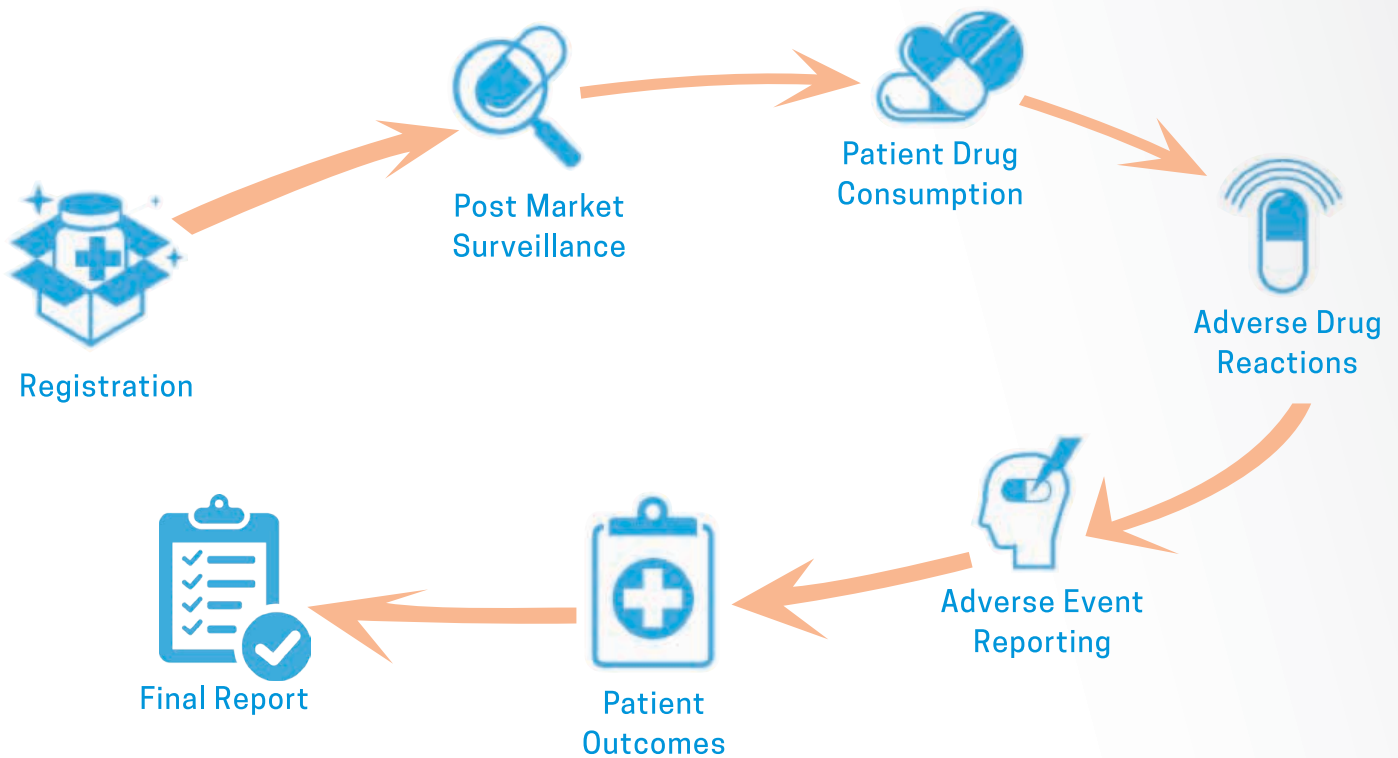 Registration
Post Market
Surveillance
Patient Drug
Consumption
Adverse Drug
Reactions
Adverse Event
Reporting
Patient
Outcomes
Final Report